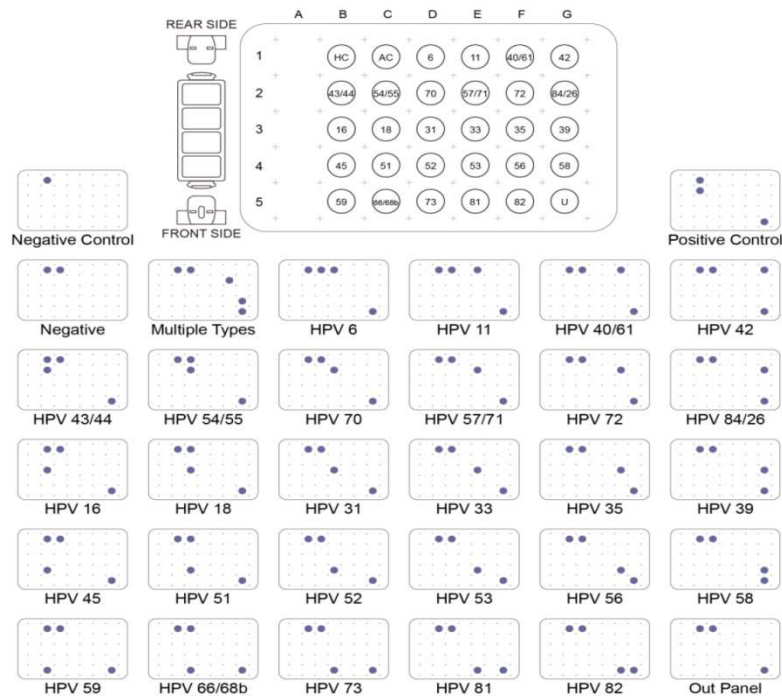 A B C D E F G
REAR SIDE
1 HC AC 6 11 40/61 42
2 43/44 54/55 70 57/71 72 84/26
3 16 18 31 33 35 39
4 45 51 52 53 56 58
5 59 66/68b 73 81 82 U
FRONT SIDE
Negative Control Positive Control
Negative Multiple Types HPV 6 HPV 11 HPV 40/61 HPV 42
HPV 43/44 HPV 54/55 HPV 70 HPV 57/71 HPV 72 HPV 84/26
HPV 16 HPV 18 HPV 31 HPV 33 HPV 35 HPV 39
HPV 45 HPV 51 HPV 52 HPV 53 HPV 56 HPV 58
HPV 59 HPV 66/68b HPV 73 HPV 81 HPV 82 Out Panel